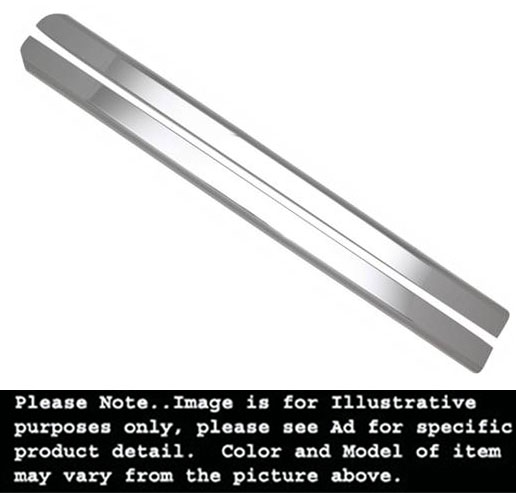 Please Note..Image is for Illustrative
purposes only, please see Ad for specific
product detail.  Color and Model of item
may vary from the picture above.